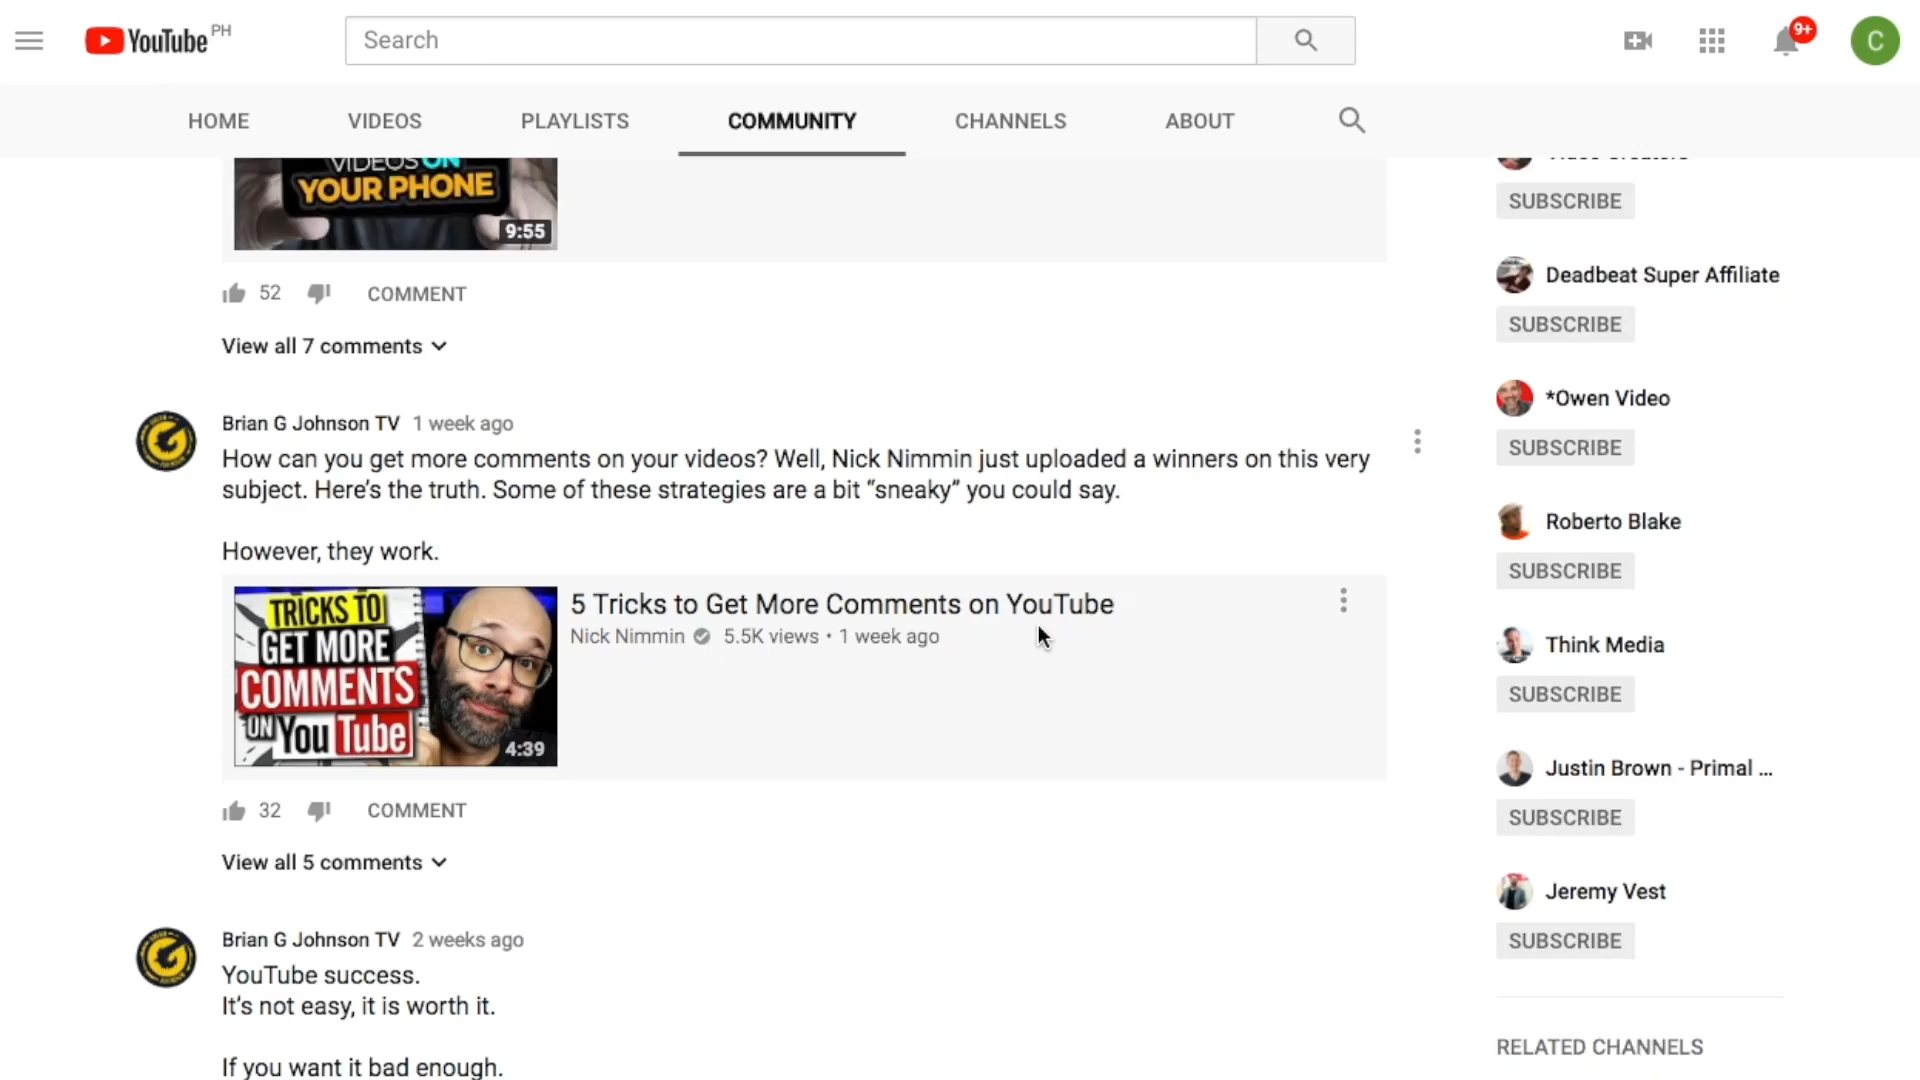 YouTube PH
Search
9+
C
HOME VIDEOS PLAYLISTS COMMUNITY CHANNELS ABOUT
VIDEOS ON
YOUR PHONE
9:55
52 COMMENT
View all 7 comments
Brian G Johnson TV 1 week ago
How can you get more comments on your videos? Well, Nick Nimmin just uploaded a winners on this very
subject. Here’s the truth. Some of these strategies are a bit “sneaky” you could say.
However, they work.
TRICKS TO
GET MORE
COMMENTS
ON YouTube
4:39
5 Tricks to Get More Comments on YouTube
Nick Nimmin 5.5K views • 1 week ago
32 COMMENT
View all 5 comments
Brian G Johnson TV 2 weeks ago
YouTube success.
It’s not easy, it is worth it.
If you want it bad enough.
SUBSCRIBE
Deadbeat Super Affiliate
SUBSCRIBE
*Owen Video
SUBSCRIBE
Roberto Blake
SUBSCRIBE
Think Media
SUBSCRIBE
Justin Brown - Primal ...
SUBSCRIBE
Jeremy Vest
SUBSCRIBE
RELATED CHANNELS